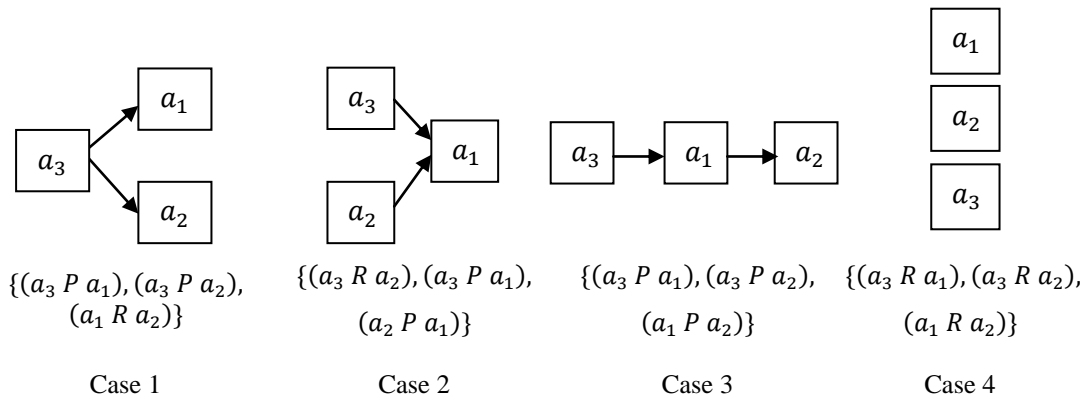 a₃
a₁
a₂
{(a₃ P a₁), (a₃ P a₂),
(a₁ R a₂)}
Case 1
a₃
a₂
a₁
{(a₃ R a₂), (a₃ P a₁),
(a₂ P a₁)}
Case 2
a₃
a₁
a₂
{(a₃ P a₁), (a₃ P a₂),
(a₁ P a₂)}
Case 3
a₁
a₂
a₃
{(a₃ R a₁), (a₃ R a₂),
(a₁ R a₂)}
Case 4